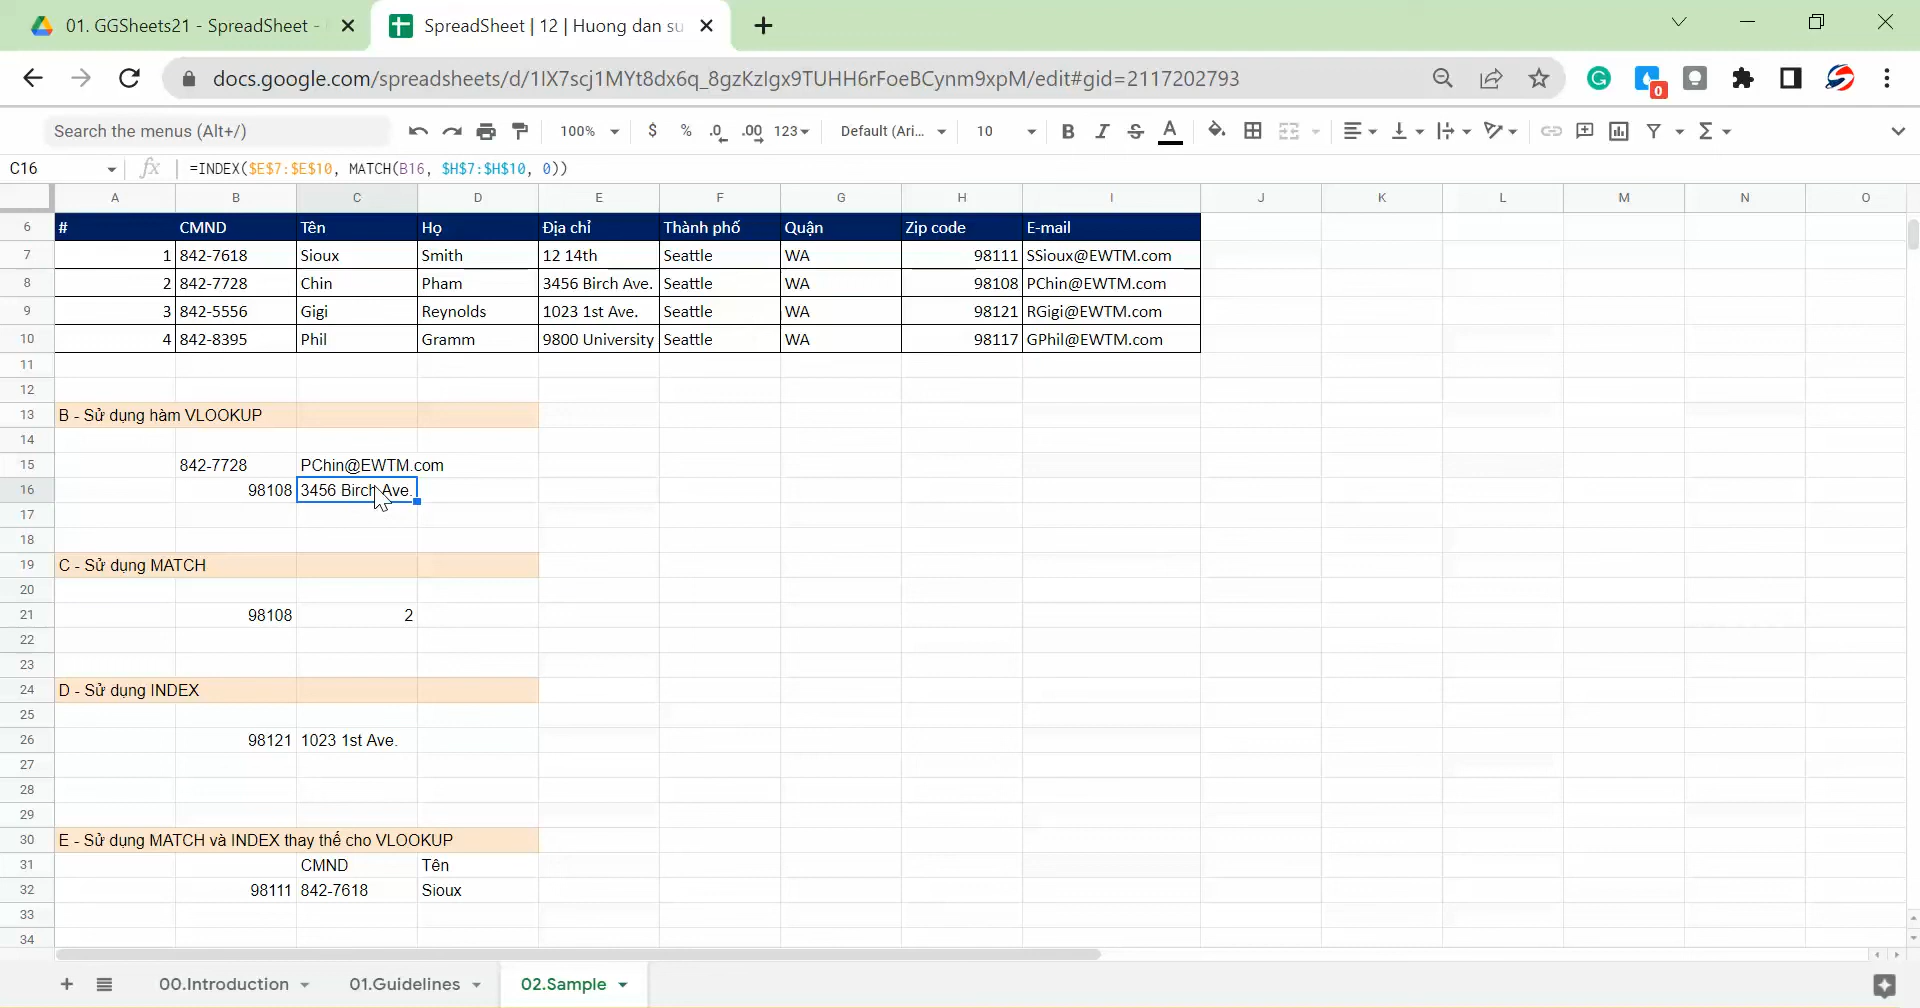 01. GGSheets21 - SpreadSheet -
SpreadSheet | 12 | Huong dan su
docs.google.com/spreadsheets/d/1IX7scj1MYt8dx6q_8gzKzIgx9TUHH6rFoeBCynm9xpM/edit#gid=2117202793
0
Search the menus (Alt+/) 100% $ % .0 .00 123 Default (Ari... 10 B I S A
C16 fx =INDEX($E$7:$E$10, MATCH(B16, $H$7:$H$10, 0))
A B C D E F G H I J K L M N O
6 # CMND Tên Họ Địa chỉ Thành phố Quận Zip code E-mail
7 1 842-7618 Sioux Smith 12 14th Seattle WA 98111 SSioux@EWTM.com
8 2 842-7728 Chin Pham 3456 Birch Ave. Seattle WA 98108 PChin@EWTM.com
9 3 842-5556 Gigi Reynolds 1023 1st Ave. Seattle WA 98121 RGigi@EWTM.com
10 4 842-8395 Phil Gramm 9800 University Seattle WA 98117 GPhil@EWTM.com
11
12
13 B - Sử dụng hàm VLOOKUP
14
15 842-7728 PChin@EWTM.com
16 98108 3456 Birch Ave.
17
18
19 C - Sử dụng MATCH
20
21 98108 2
22
23
24 D - Sử dụng INDEX
25
26 98121 1023 1st Ave.
27
28
29
30 E - Sử dụng MATCH và INDEX thay thế cho VLOOKUP
31 CMND Tên
32 98111 842-7618 Sioux
33
34
00.Introduction 01.Guidelines 02.Sample